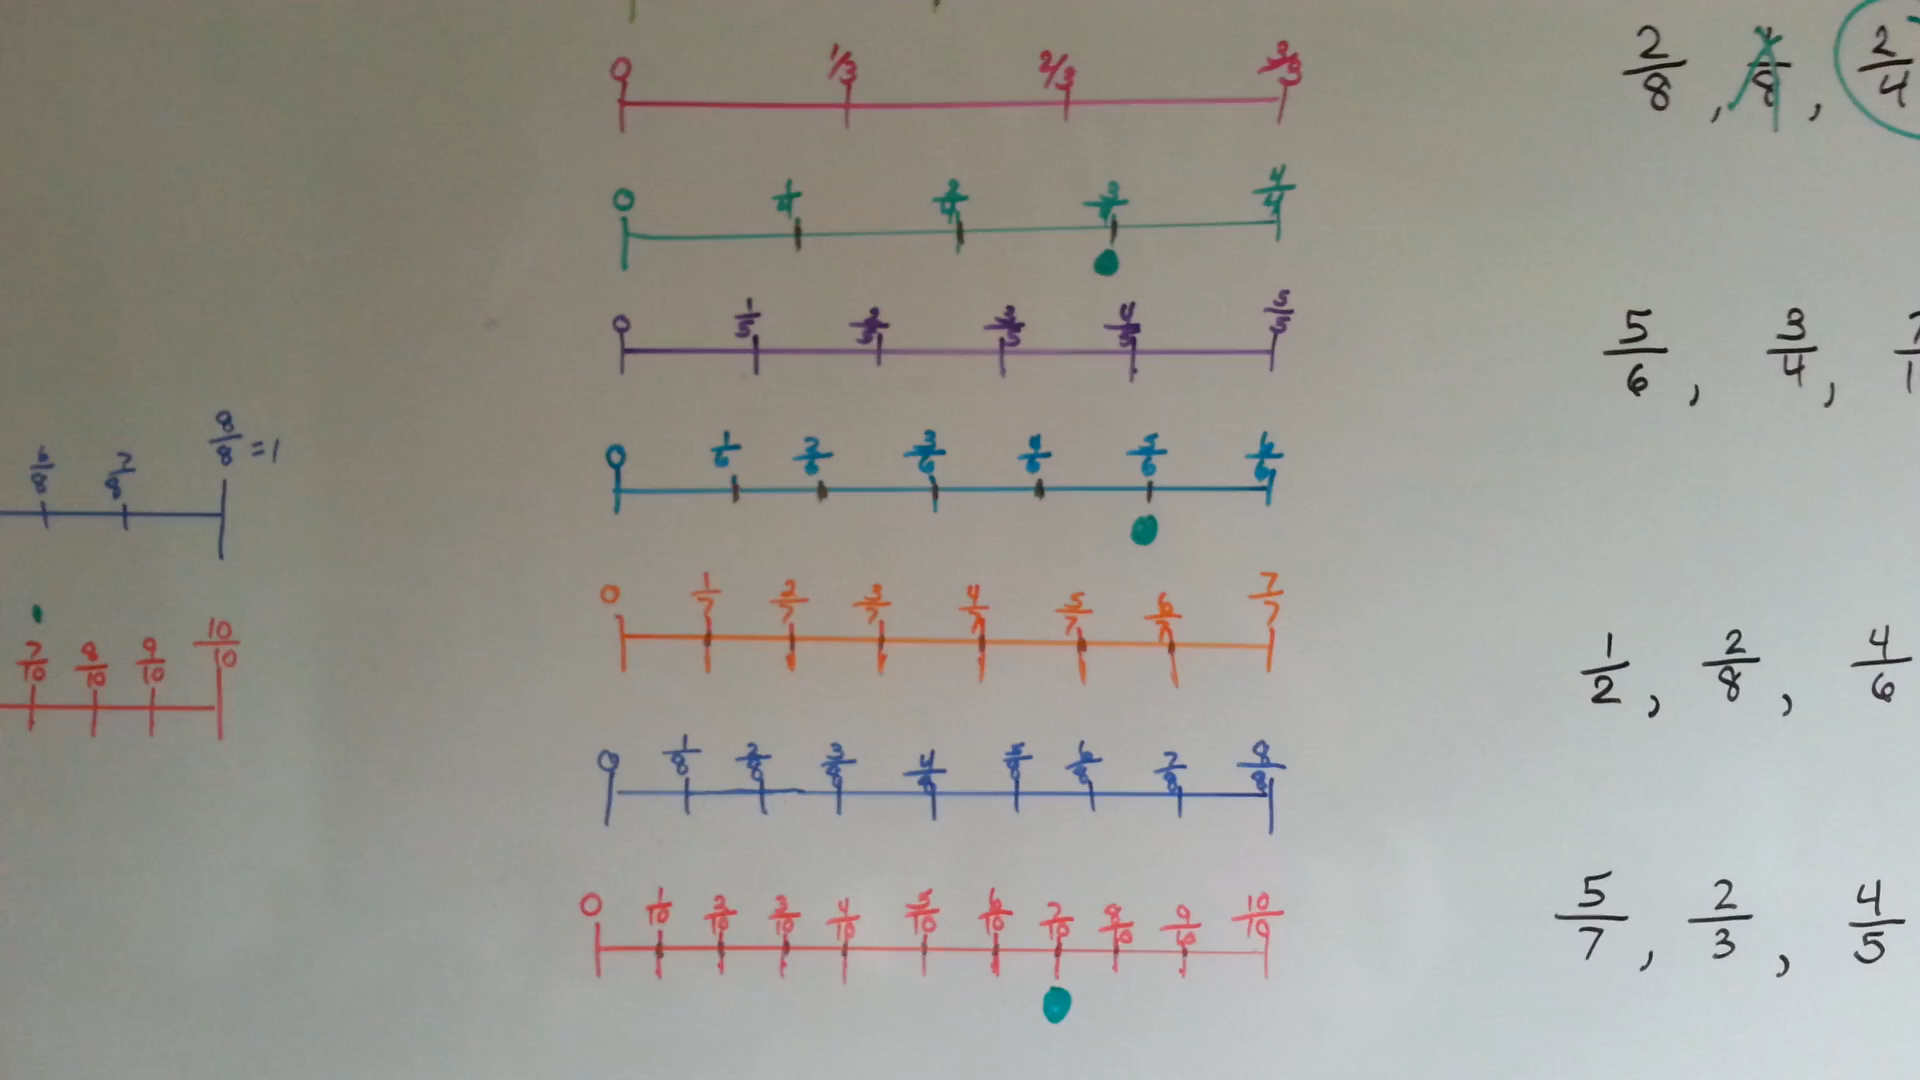 0 1/3 2/3 3/3
0 1/4 2/4 3/4 4/4
0 1/5 2/5 3/5 4/5 5/5
0 1/6 2/6 3/6 4/6 5/6 6/6
0 1/7 2/7 3/7 4/7 5/7 6/7 7/7
0 1/8 2/8 3/8 4/8 5/8 6/8 7/8 8/8
0 1/10 2/10 3/10 4/10 5/10 6/10 7/10 8/10 9/10 10/10
6/8 7/8 8/8 = 1
7/10 8/10 9/10 10/10
2/8, 2/4
5/6, 3/4,
1/2, 2/8, 4/6
5/7, 2/3, 4/5